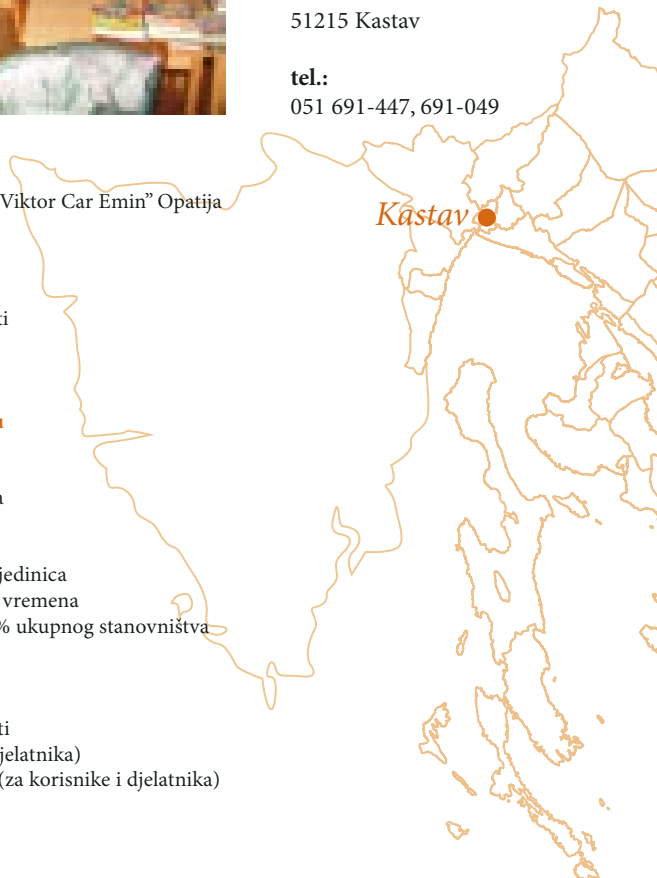 51215 Kastav
tel.:
051 691-447, 691-049
Viktor Car Emin” Opatija
Kastav
ti
u
a
jedinica
vremena
% ukupnog stanovništva
ti
jelatnika)
(za korisnike i djelatnika)